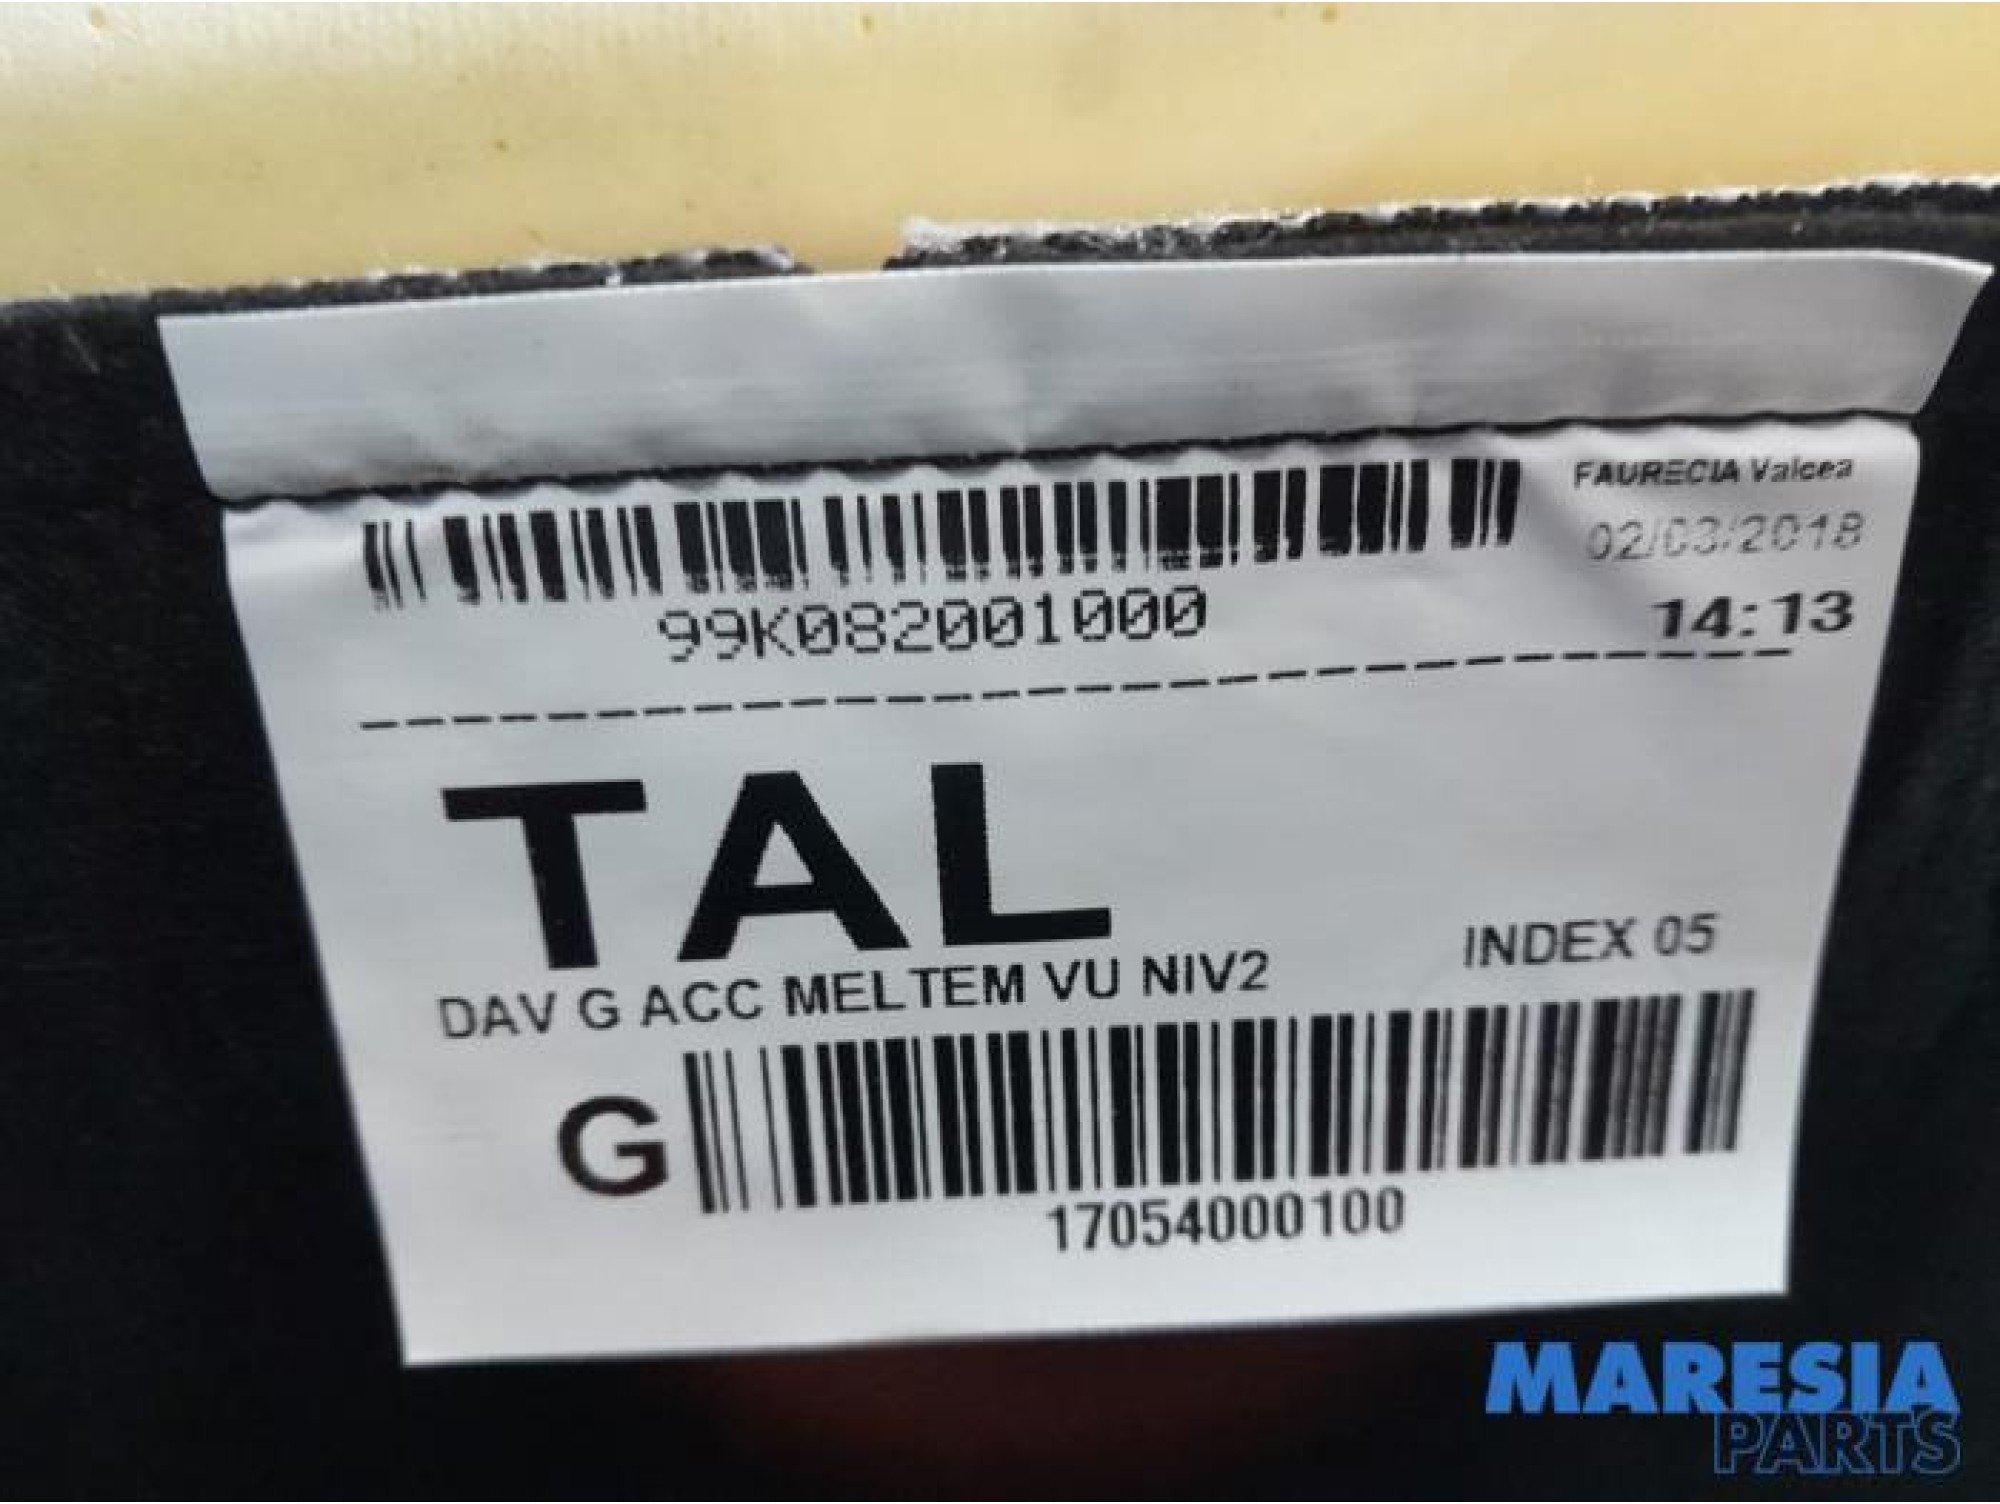 FAURECIA Valcea
02/03/2018
99K082001000
14:13
TAL
DAV G ACC MELTEM VU NIV2
INDEX 05
G
17054000100
MARESIA
PARTS